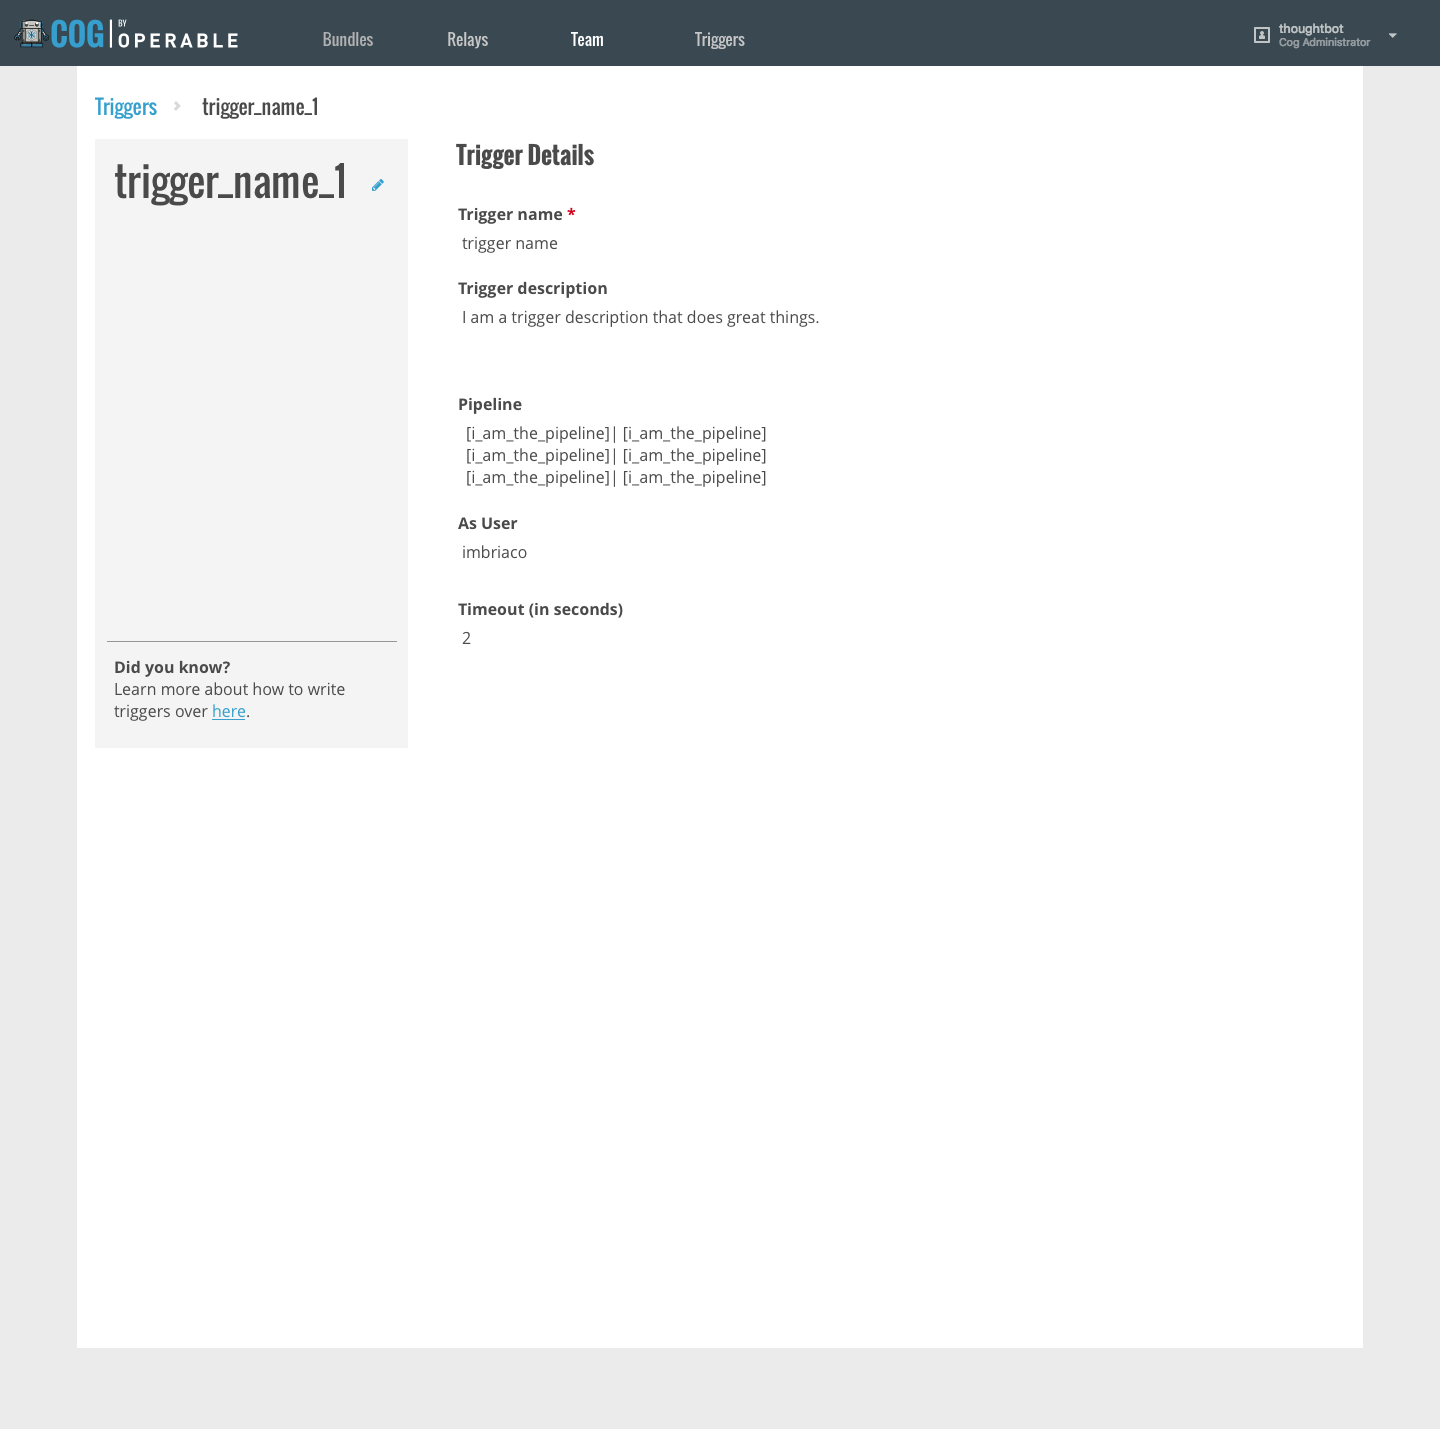 COG BY OPERABLE
Bundles
Relays
Team
Triggers
thoughtbot
Cog Administrator
Triggers
trigger_name_1
trigger_name_1
Did you know?
Learn more about how to write
triggers over here.
Trigger Details
Trigger name *
trigger name
Trigger description
I am a trigger description that does great things.
Pipeline
[i_am_the_pipeline]| [i_am_the_pipeline]
[i_am_the_pipeline]| [i_am_the_pipeline]
[i_am_the_pipeline]| [i_am_the_pipeline]
As User
imbriaco
Timeout (in seconds)
2